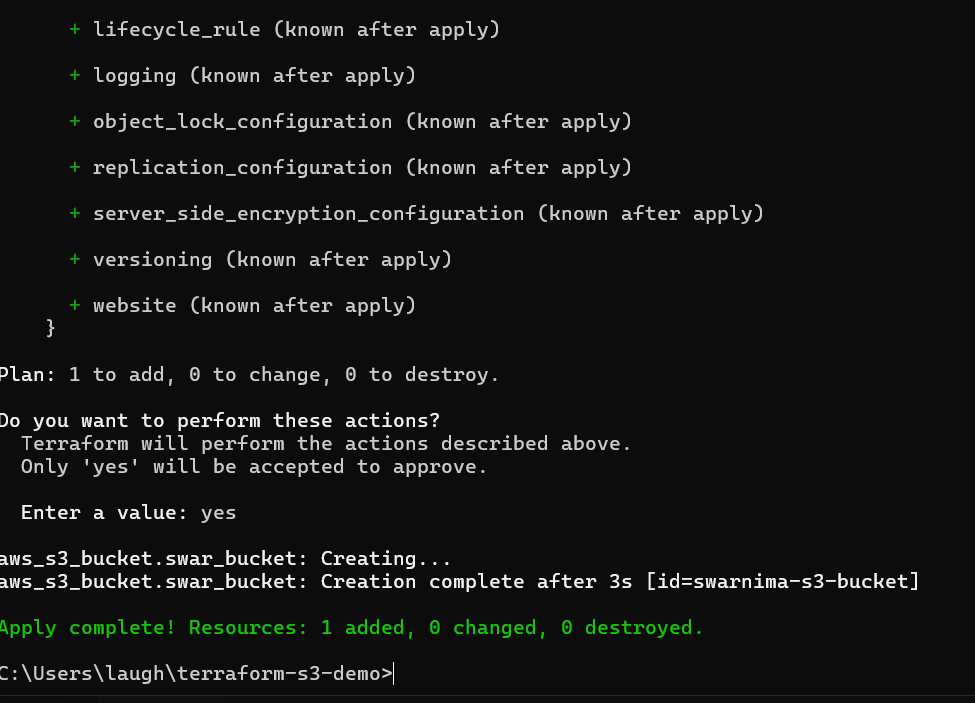 + lifecycle_rule (known after apply)
+ logging (known after apply)
+ object_lock_configuration (known after apply)
+ replication_configuration (known after apply)
+ server_side_encryption_configuration (known after apply)
+ versioning (known after apply)
+ website (known after apply)
}
Plan: 1 to add, 0 to change, 0 to destroy.
Do you want to perform these actions?
Terraform will perform the actions described above.
Only 'yes' will be accepted to approve.
Enter a value: yes
aws_s3_bucket.swar_bucket: Creating...
aws_s3_bucket.swar_bucket: Creation complete after 3s [id=swarnima-s3-bucket]
Apply complete! Resources: 1 added, 0 changed, 0 destroyed.
C:\Users\laugh\terraform-s3-demo>